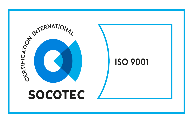 CERTIFICATION INTERNATIONAL
SOCOTEC
ISO 9001